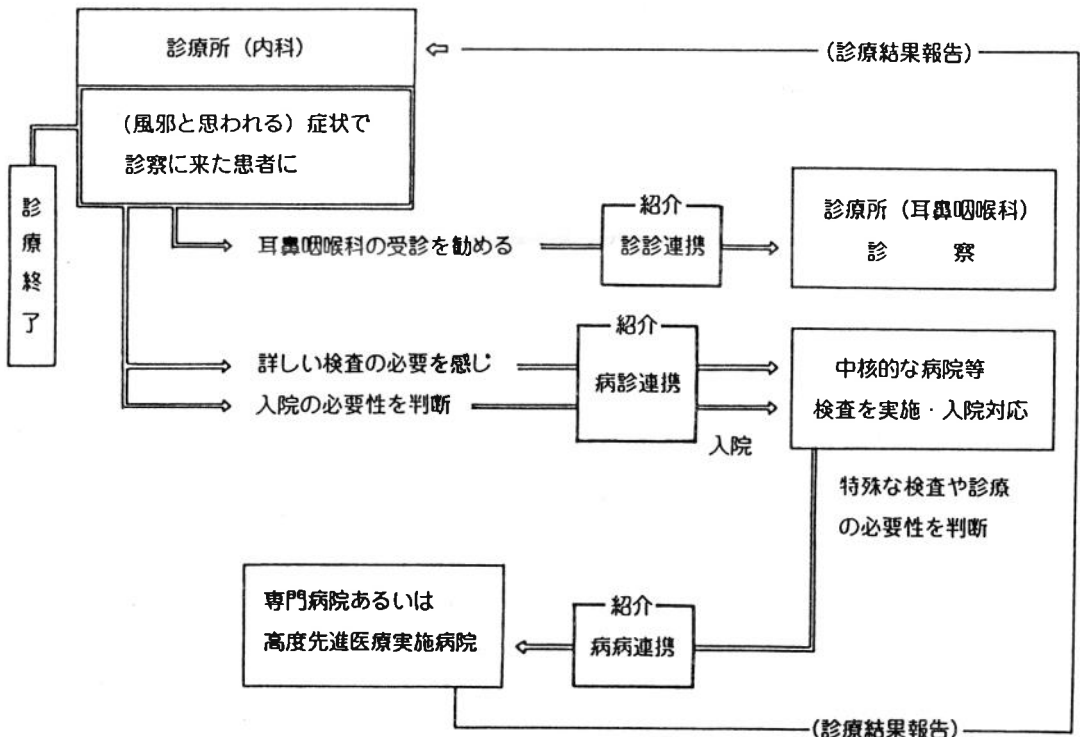 診療所（内科）
（診療結果報告）
（風邪と思われる）症状で
診察に来た患者に
診療終了
耳鼻咽喉科の受診を勧める
紹介
診診連携
診療所（耳鼻咽喉科）
診　　察
詳しい検査の必要を感じ
入院の必要性を判断
紹介
病診連携
入院
中核的な病院等
検査を実施・入院対応
特殊な検査や診療
の必要性を判断
専門病院あるいは
高度先進医療実施病院
紹介
病病連携
（診療結果報告）